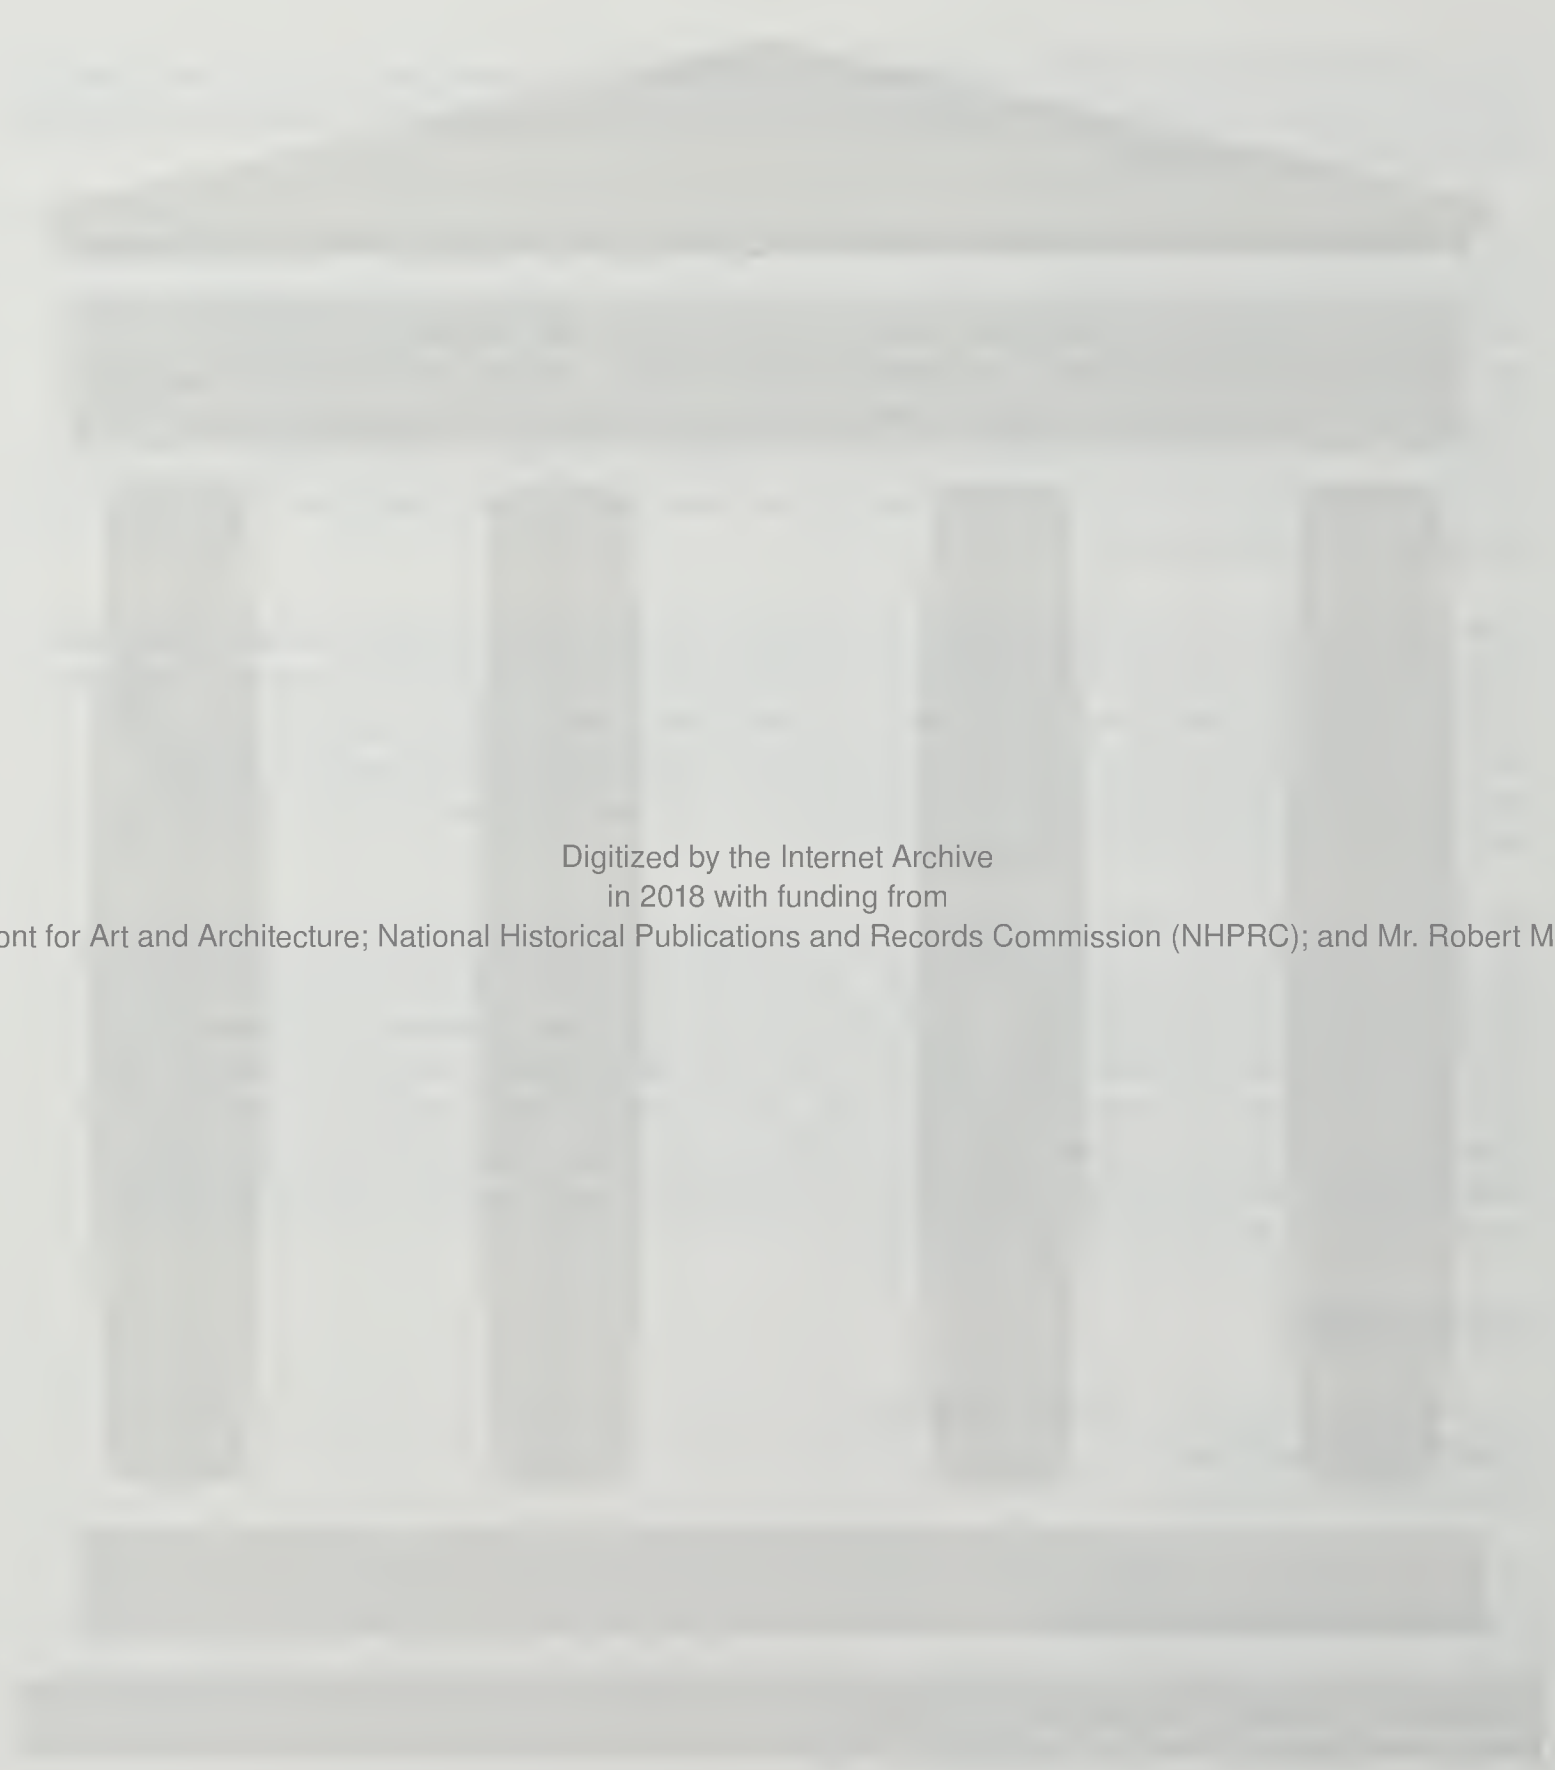 Digitized by the Internet Archive
in 2018 with funding from
for Art and Architecture; National Historical Publications and Records Commission (NHPRC); and Mr. Robert